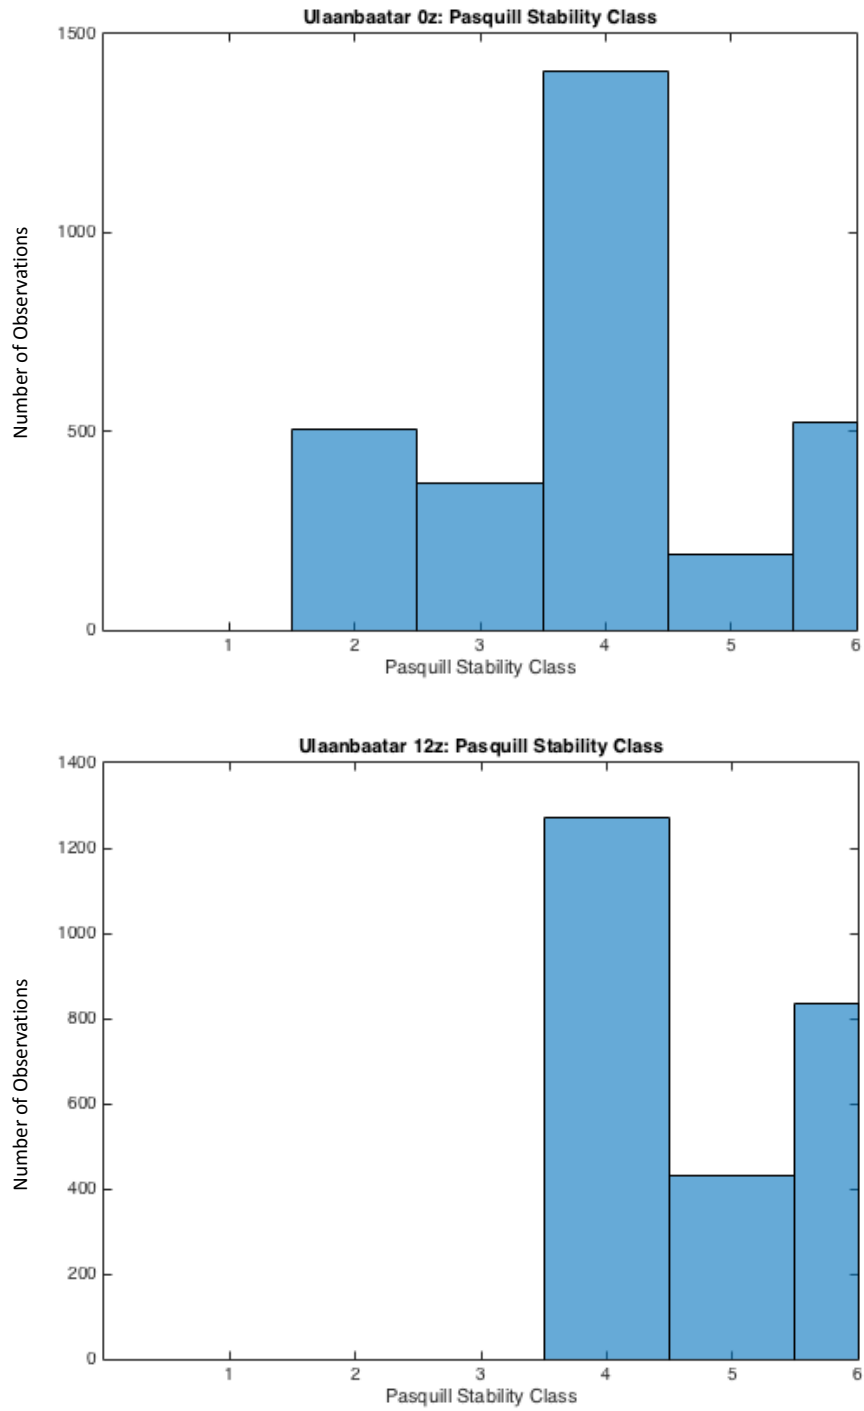 Ulaanbaatar 0z: Pasquill Stability Class
1500
1000
500
0
Number of Observations
1 2 3 4 5 6
Pasquill Stability Class
Ulaanbaatar 12z: Pasquill Stability Class
1400
1200
1000
800
600
400
200
0
Number of Observations
1 2 3 4 5 6
Pasquill Stability Class